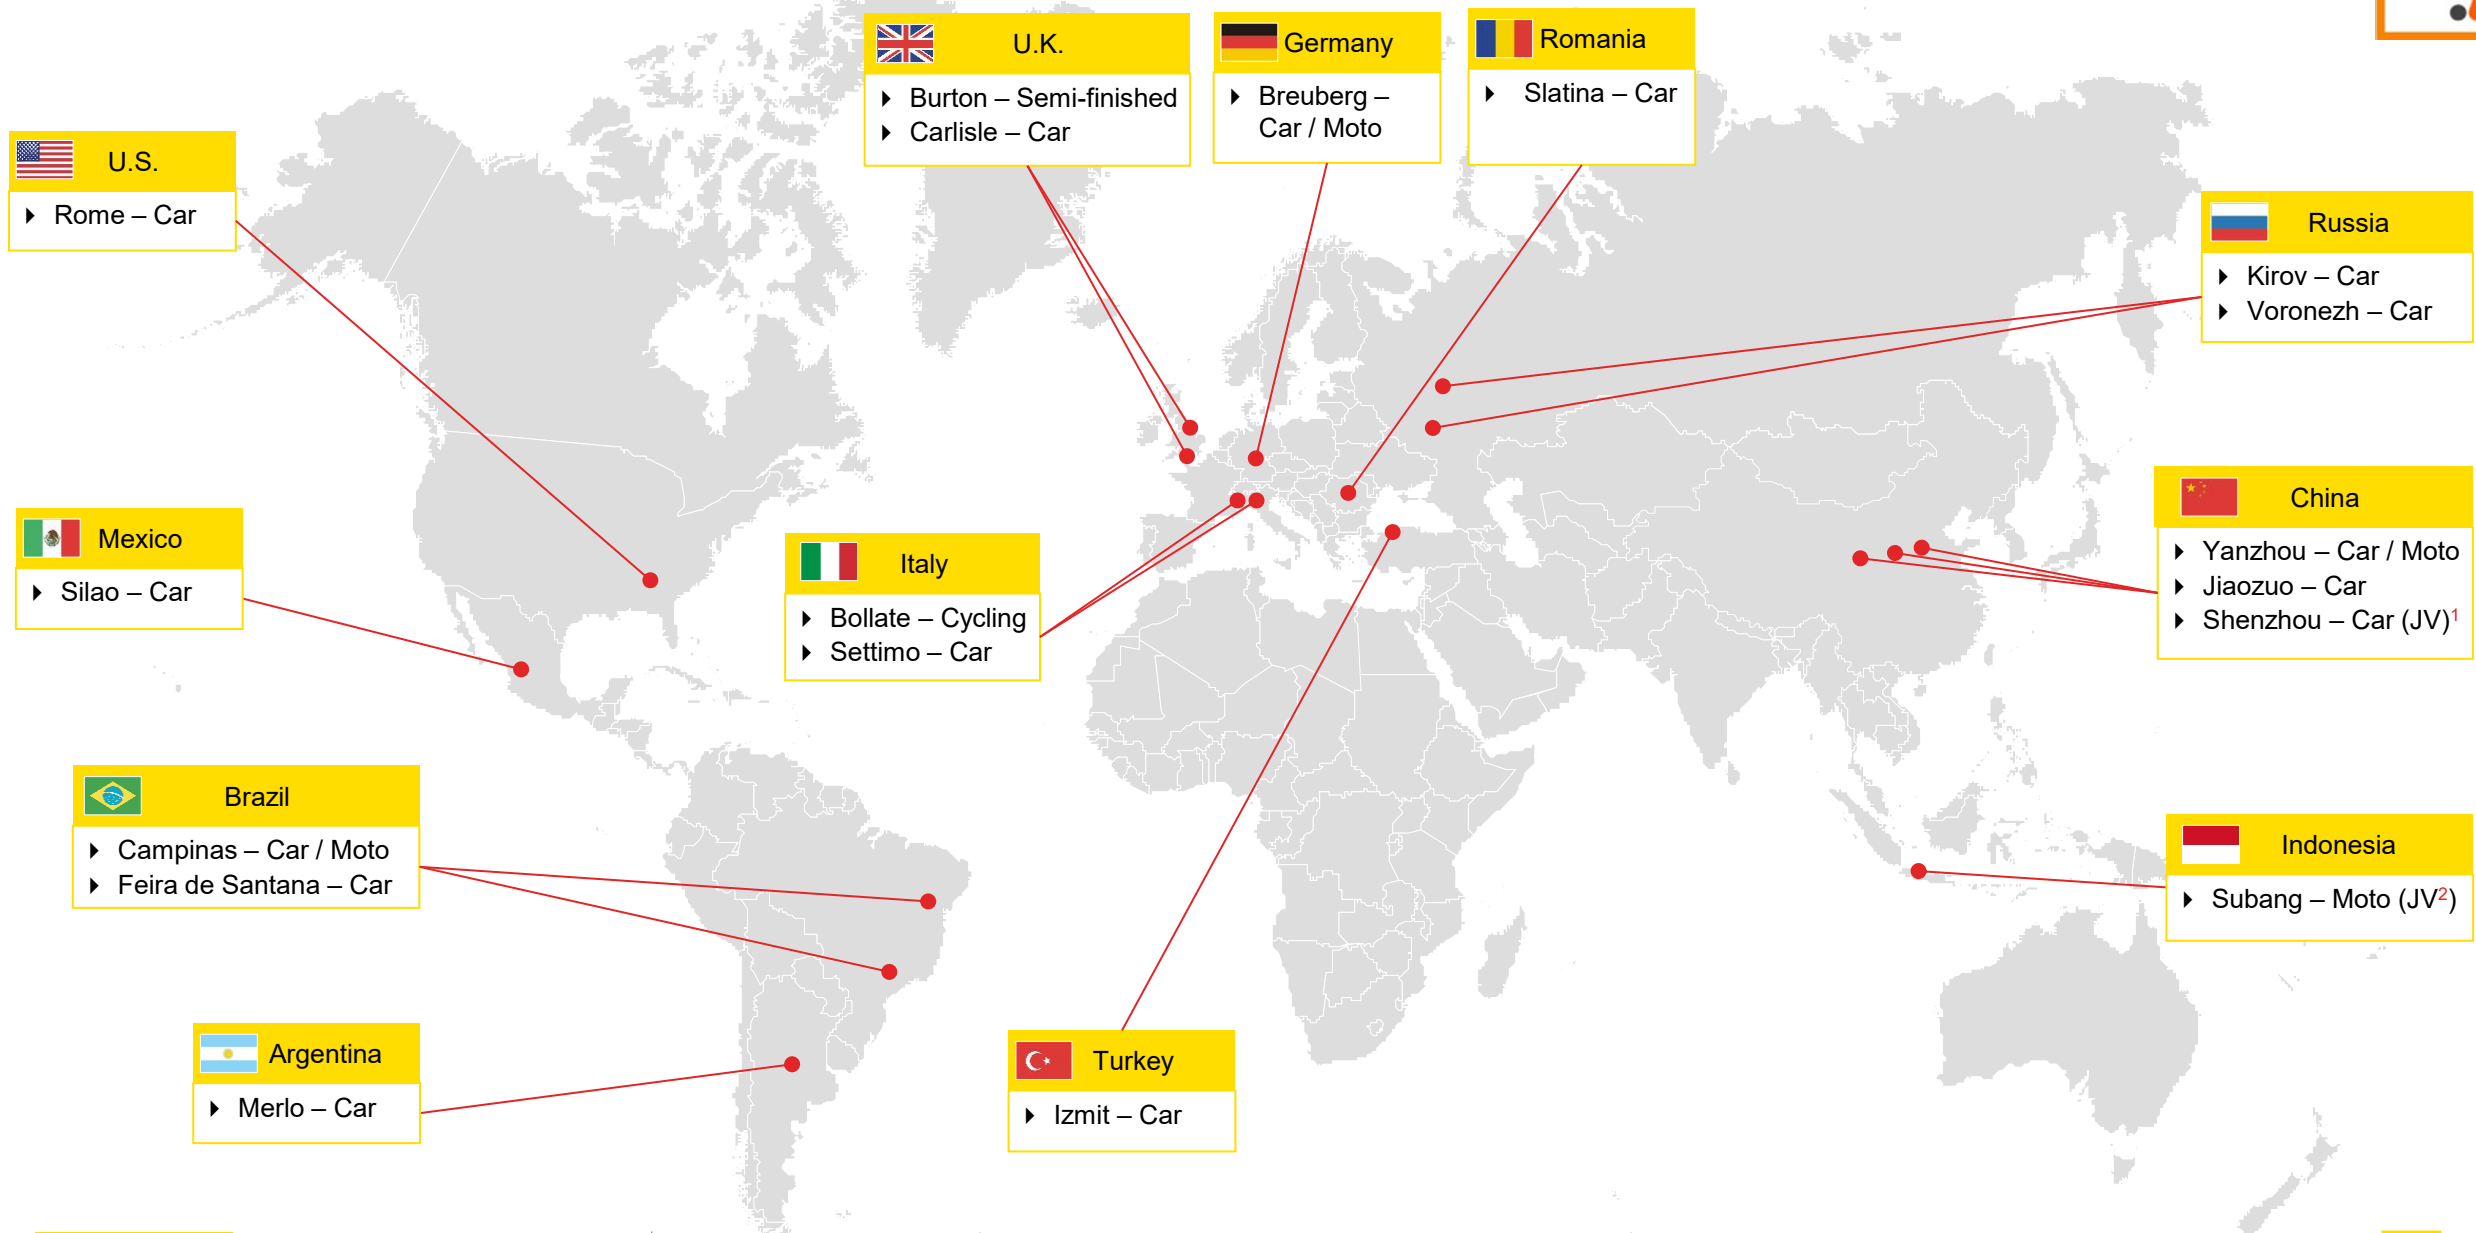 U.K.
Burton – Semi-finished
Carlisle – Car
Germany
Breuberg –
Car / Moto
Romania
Slatina – Car
U.S.
Rome – Car
Russia
Kirov – Car
Voronezh – Car
Mexico
Silao – Car
Italy
Bollate – Cycling
Settimo – Car
China
Yanzhou – Car / Moto
Jiaozuo – Car
Shenzhou – Car (JV)1
Brazil
Campinas – Car / Moto
Feira de Santana – Car
Indonesia
Subang – Moto (JV2)
Argentina
Merlo – Car
Turkey
Izmit – Car